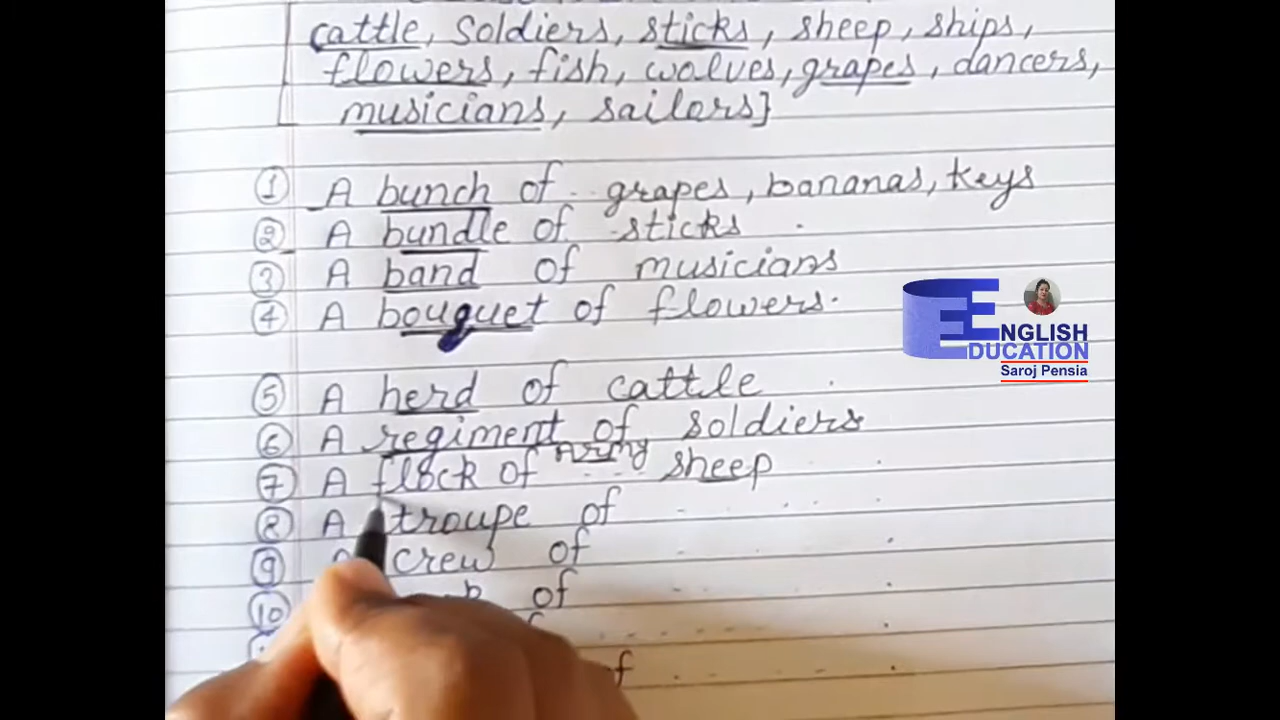 cattle, soldiers, sticks, sheep, ships,
flowers, fish, wolves, grapes, dancers,
musicians, sailors}
1 A bunch of grapes, bananas, keys
2 A bundle of sticks
3 A band of musicians
4 A bouquet of flowers.
ENGLISH
EDUCATION
Saroj Pensia
5 A herd of cattle
6 A regiment of soldiers
Army
7 A flock of sheep
8 A troupe of
9 A crew of
10 of
of